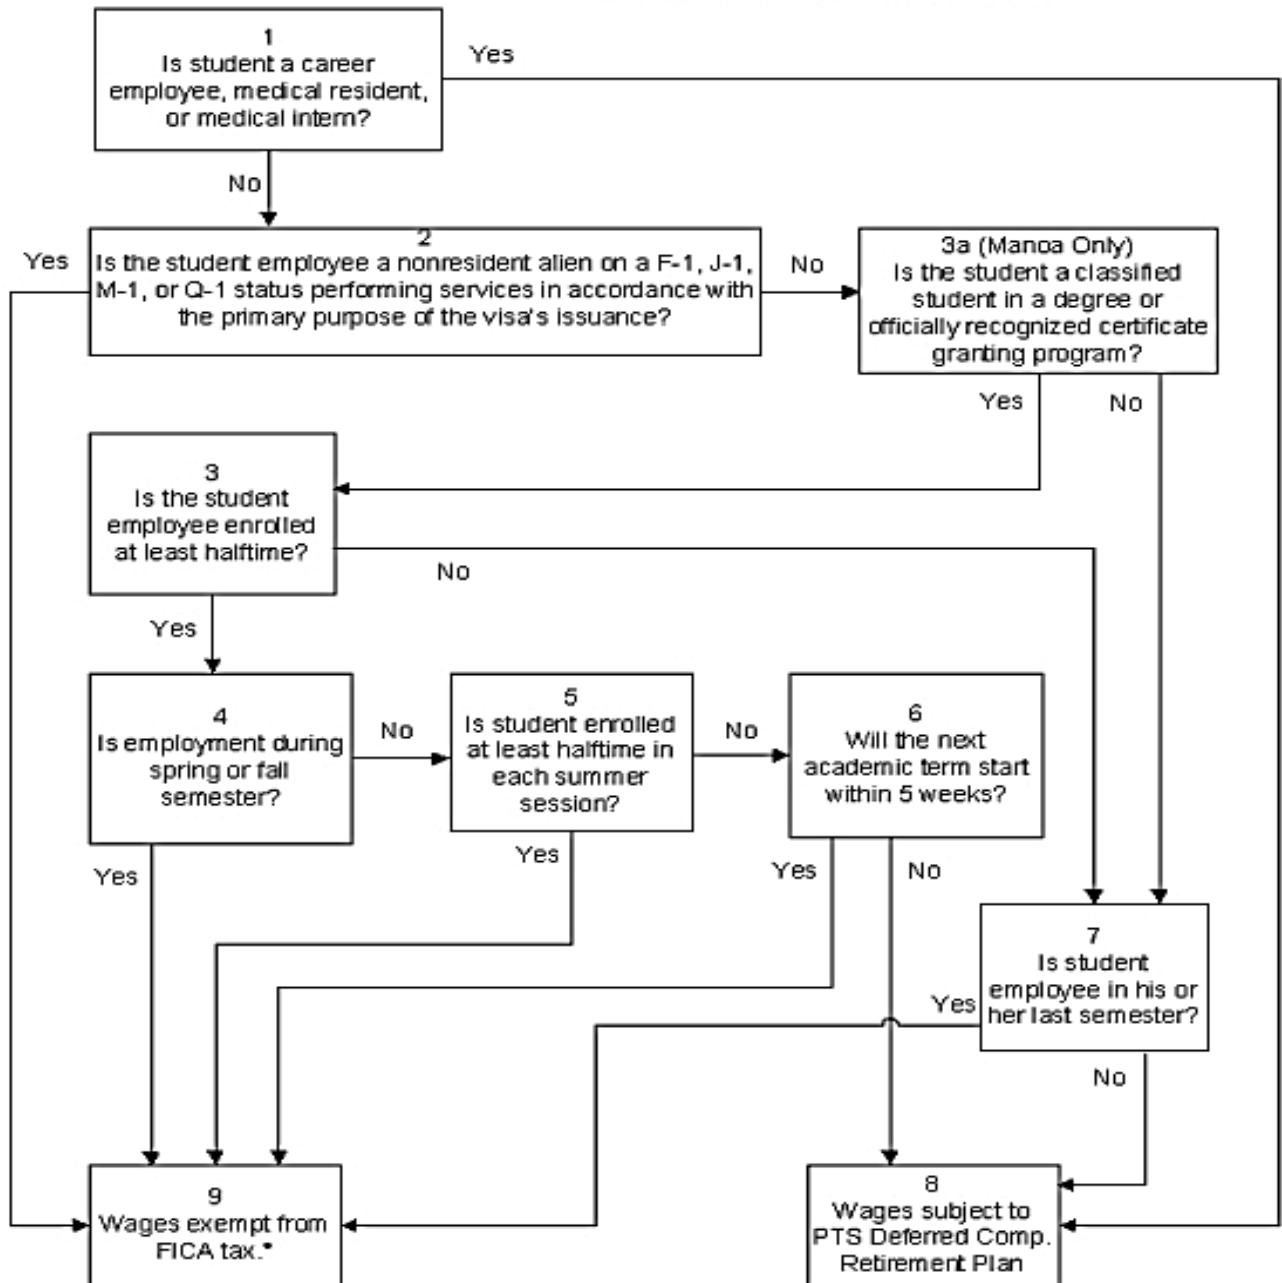 1
Is student a career
employee, medical resident,
or medical intern?
Yes
No
2
Is the student employee a nonresident alien on a F-1, J-1,
M-1, or Q-1 status performing services in accordance with
the primary purpose of the visa's issuance?
Yes
No
3a (Manoa Only)
Is the student a classified
student in a degree or
officially recognized certificate
granting program?
Yes
No
3
Is the student
employee enrolled
at least halftime?
No
Yes
4
Is employment during
spring or fall
semester?
No
Yes
5
Is student enrolled
at least halftime in
each summer
session?
No
Yes
6
Will the next
academic term start
within 5 weeks?
Yes
No
7
Is student
employee in his or
her last semester?
Yes
No
9
Wages exempt from
FICA tax.*
8
Wages subject to
PTS Deferred Comp.
Retirement Plan